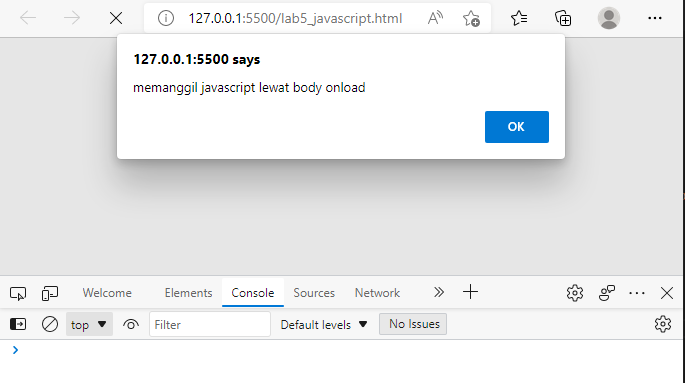 127.0.0.1:5500/lab5_javascript.html
127.0.0.1:5500 says
memanggil javascript lewat body onload
OK
Welcome Elements Console Sources Network
top Filter Default levels No Issues